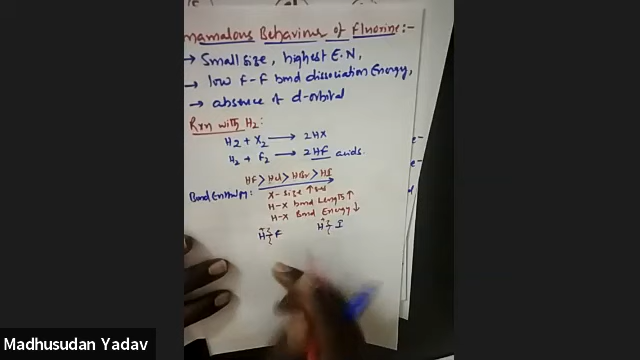 Anamalous Behaviour of Fluorine:-
→ Small size, highest E.N,
→ low F-F bond dissociation Energy,
→ absence of d-orbital
Rxn with H2:
H2 + X2 → 2HX
H2 + F2 → 2HF acids.
HF > HCl > HBr > HI
Bond Enthalpy:
X- size ↑ses
H-X bond Length ↑
H-X Bond Energy ↓
H F H I
Madhusudan Yadav